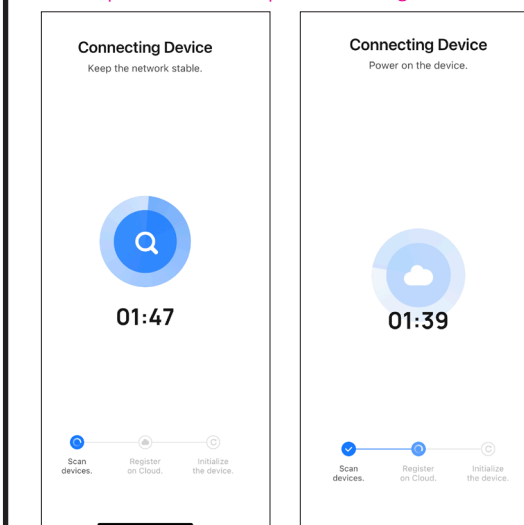 Connecting Device
Keep the network stable.
01:47
Scan
devices.
Register
on Cloud.
Initialize
the device.
Connecting Device
Power on the device.
01:39
Scan
devices.
Register
on Cloud.
Initialize
the device.